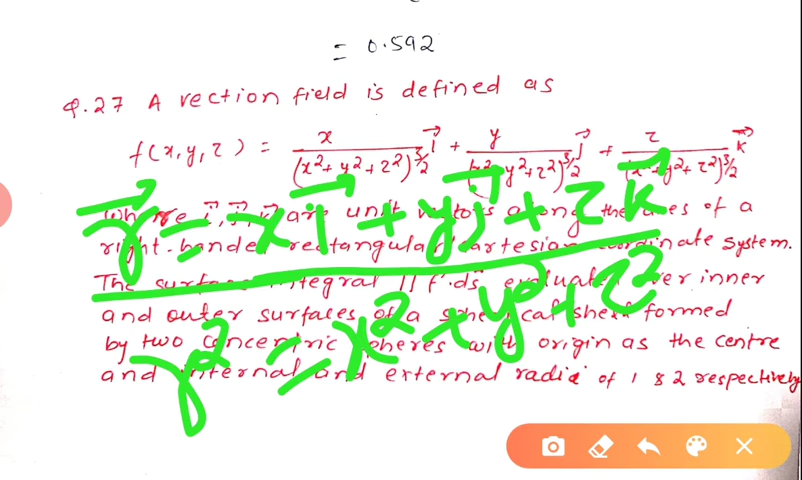 = 0.592
Q.27 A vection field is defined as
f(x,y,z) = x/(x²+y²+z²)^3/2 i⃗ + y/(x²+y²+z²)^3/2 j⃗ + z/(x²+y²+z²)^3/2 k⃗
r⃗ = xi⃗ + yj⃗ + zk⃗
Where i⃗, j⃗, k⃗ are unit vectors along the axes of a
right-handed rectangular cartesian coordinate system.
The surface integral ∬ f.ds evaluated over inner
and outer surfaces of a spherical shell formed
r² = x² + y² + z²
by two concentric spheres with origin as the centre
and internal and external radii of 1 & 2 respectively